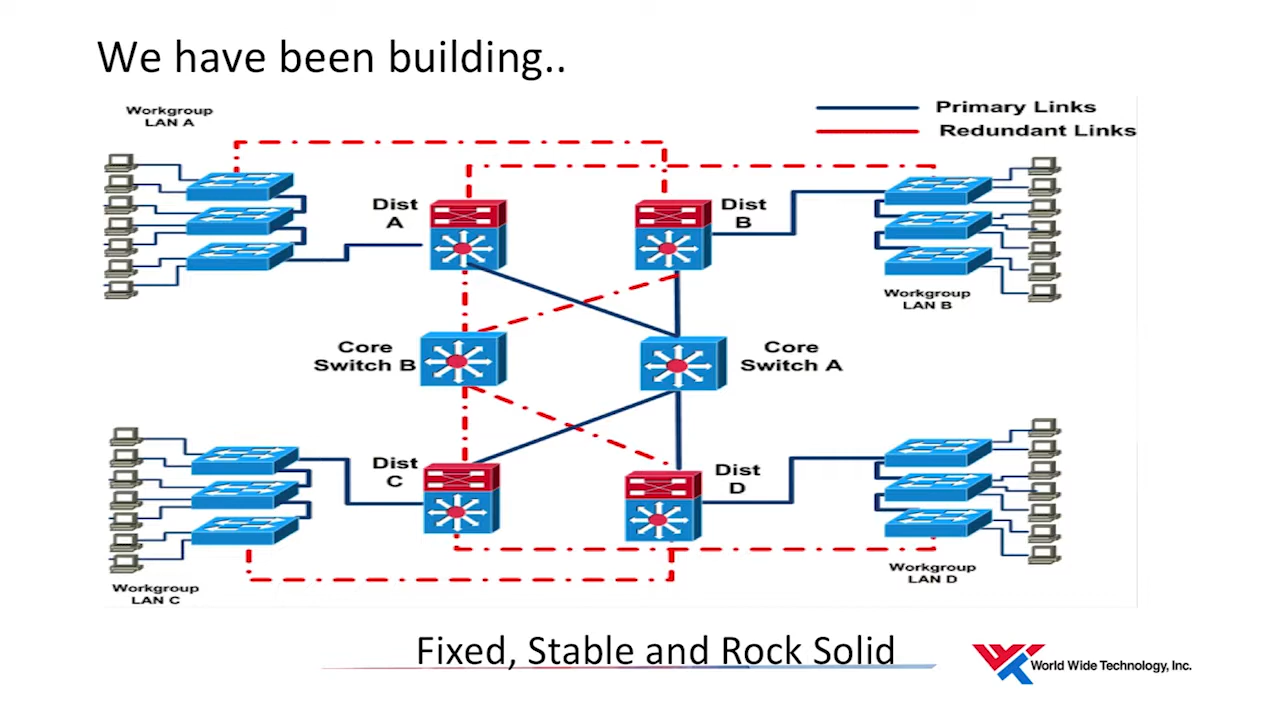 We have been building..
Workgroup
LAN A
Primary Links
Redundant Links
Dist
A
Dist
B
Workgroup
LAN B
Core
Switch B
Core
Switch A
Dist
C
Dist
D
Workgroup
LAN C
Workgroup
LAN D
Fixed, Stable and Rock Solid
World Wide Technology, Inc.